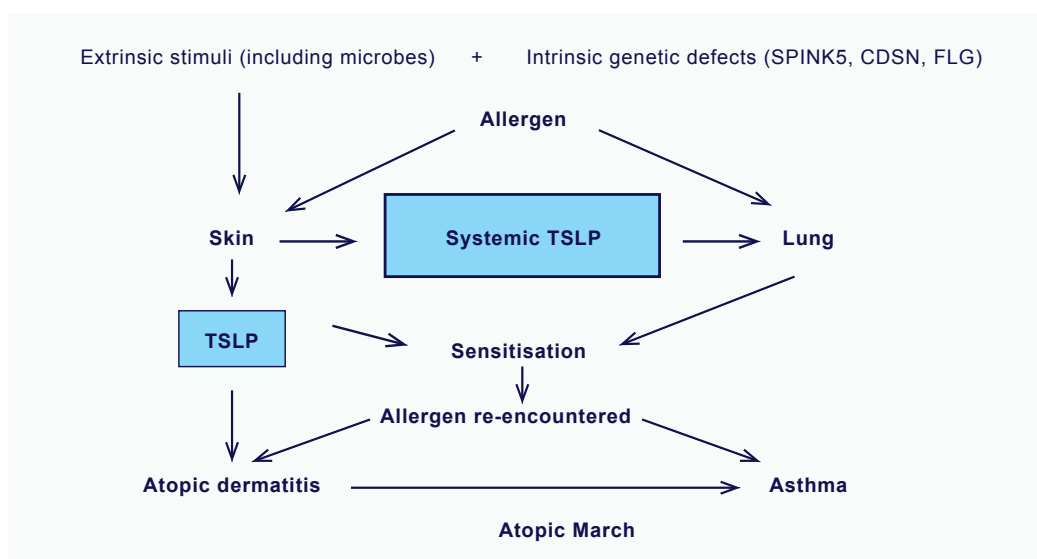 Extrinsic stimuli (including microbes) + Intrinsic genetic defects (SPINK5, CDSN, FLG)
Allergen
Skin Systemic TSLP Lung
TSLP
Sensitisation
Allergen re-encountered
Atopic dermatitis Asthma
Atopic March